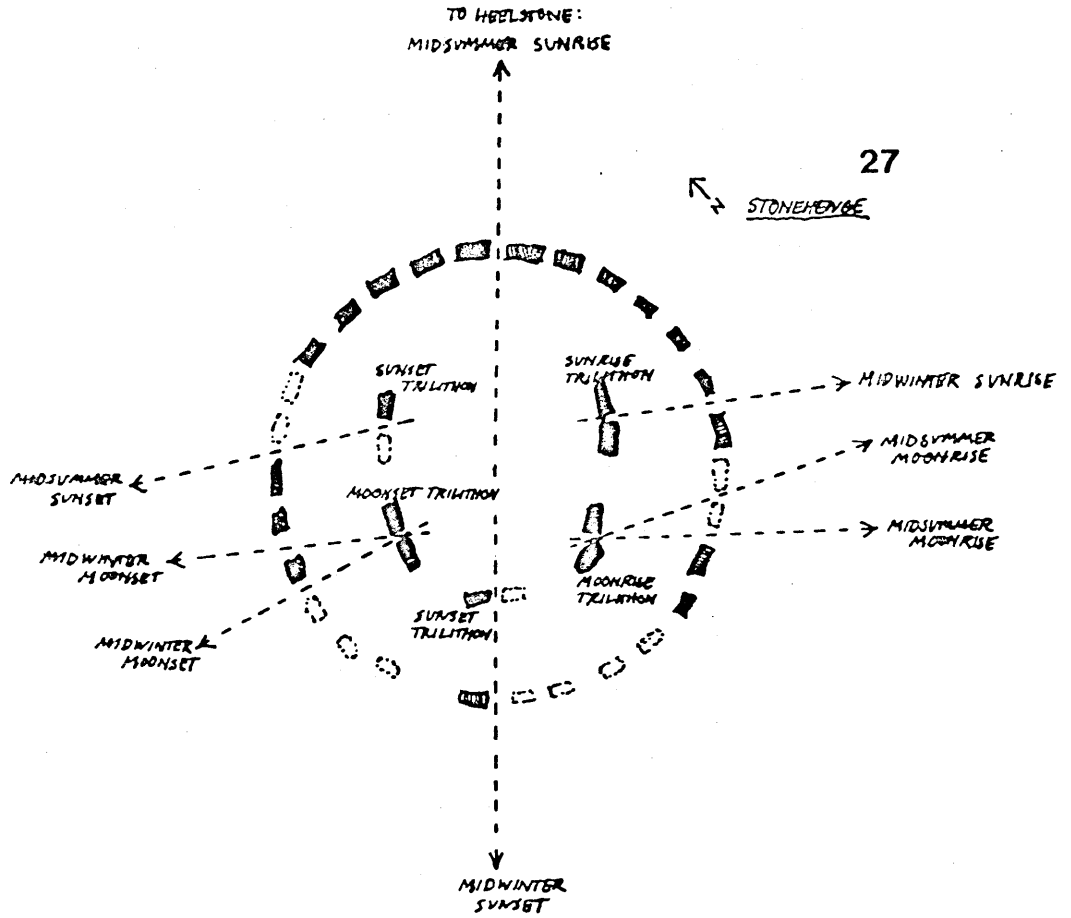 TO HEELSTONE:
MIDSUMMER SUNRISE
27
N
STONEHENGE
SUNSET
TRILITHON
SUNRISE
TRILITHON
MIDWINTER SUNRISE
MIDSUMMER
MOONRISE
MIDSUMMER
SUNSET
MOONSET TRILITHON
MIDSUMMER
MOONRISE
MIDWINTER
MOONSET
MOONRISE
TRILITHON
SUNSET
TRILITHON
MIDWINTER
MOONSET
MIDWINTER
SUNSET